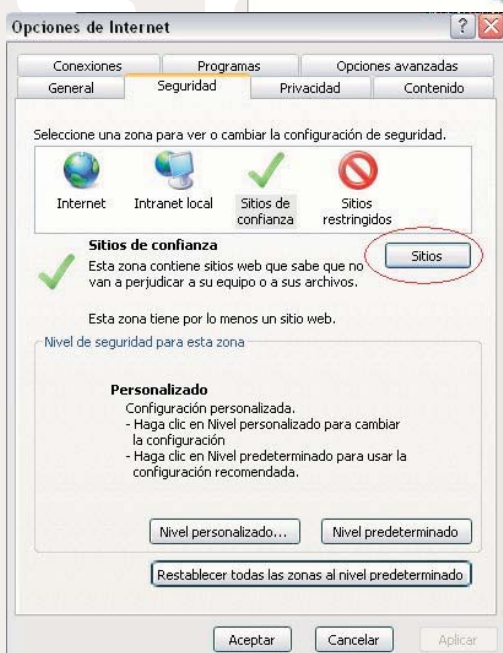 Opciones de Internet
Conexiones Programas Opciones avanzadas
General Seguridad Privacidad Contenido
Seleccione una zona para ver o cambiar la configuración de seguridad.
Internet Intranet local Sitios de confianza Sitios restringidos
Sitios de confianza
Sitios
Esta zona contiene sitios web que sabe que no
van a perjudicar a su equipo o a sus archivos.
Esta zona tiene por lo menos un sitio web.
Nivel de seguridad para esta zona
Personalizado
Configuración personalizada.
- Haga clic en Nivel personalizado para cambiar
la configuración
- Haga clic en Nivel predeterminado para usar la
configuración recomendada.
Nivel personalizado... Nivel predeterminado
Restablecer todas las zonas al nivel predeterminado
Aceptar Cancelar Aplicar